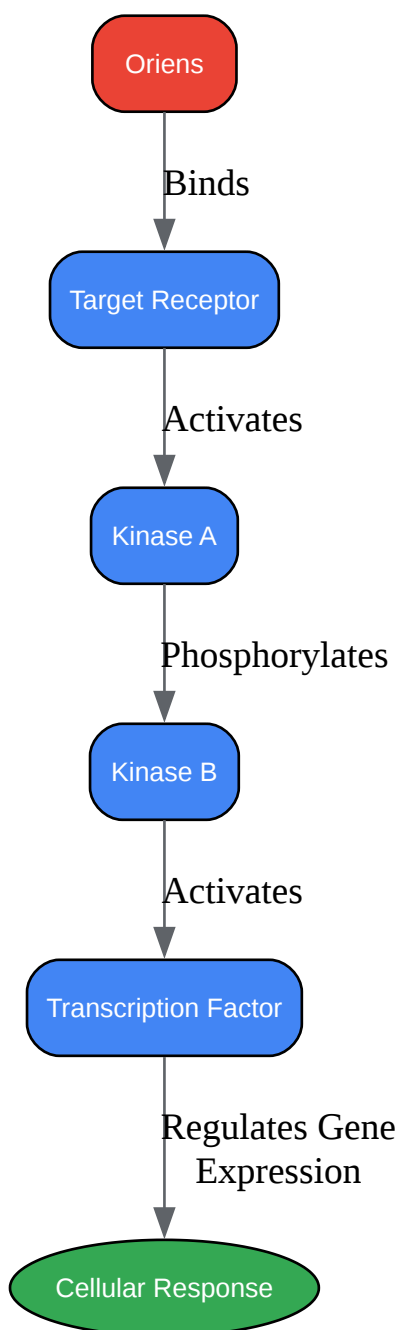 Oriens
Binds
Target Receptor
Activates
Kinase A
Phosphorylates
Kinase B
Activates
Transcription Factor
Regulates Gene
Expression
Cellular Response